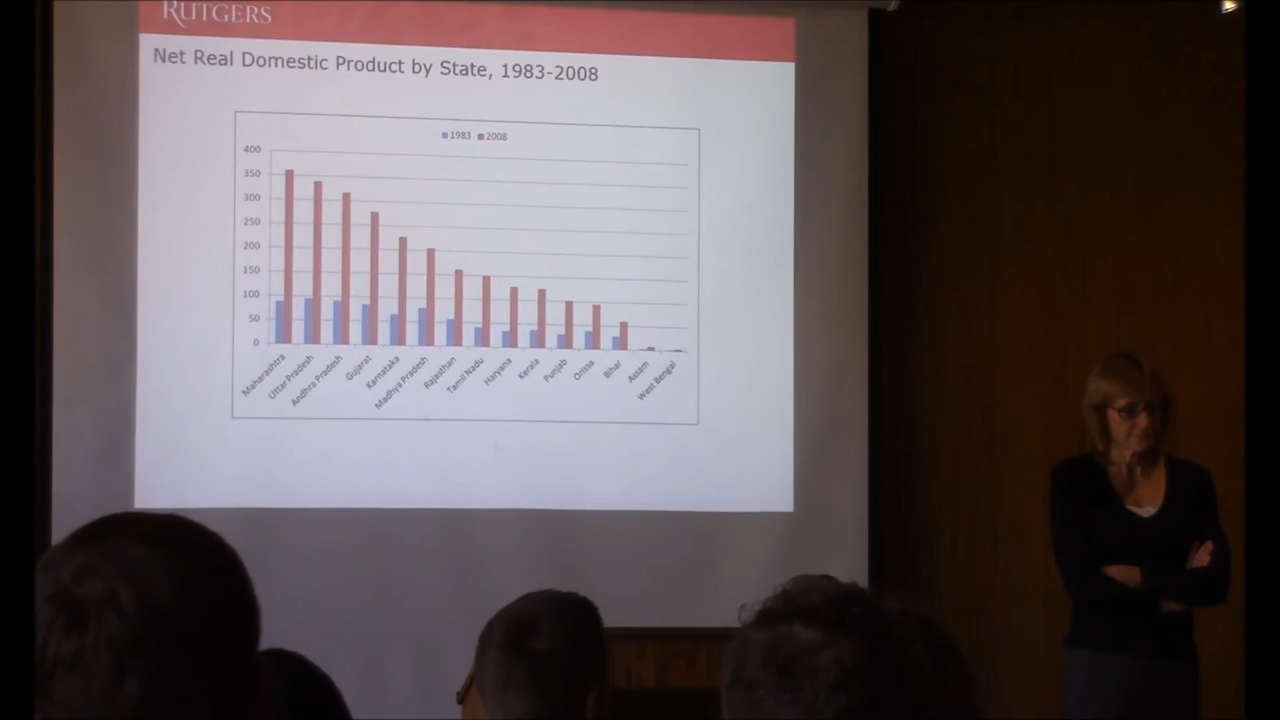 RUTGERS
Net Real Domestic Product by State, 1983-2008
1983 2008
400
350
300
250
200
150
100
50
0
Maharashtra
Uttar Pradesh
Andhra Pradesh
Gujarat
Karnataka
Madhya Pradesh
Rajasthan
Tamil Nadu
Haryana
Kerala
Punjab
Orissa
Bihar
Assam
West Bengal